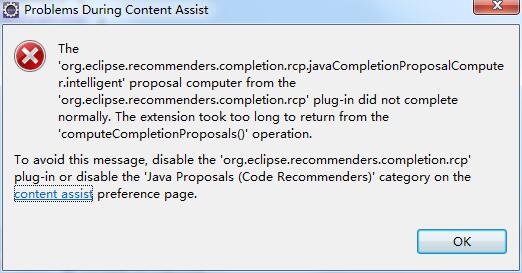 Problems During Content Assist
The
'org.eclipse.recommenders.completion.rcp.javaCompletionProposalCompute
r.intelligent' proposal computer from the
'org.eclipse.recommenders.completion.rcp' plug-in did not complete
normally. The extension took too long to return from the
'computeCompletionProposals()' operation.
To avoid this message, disable the 'org.eclipse.recommenders.completion.rcp'
plug-in or disable the 'Java Proposals (Code Recommenders)' category on the
content assist preference page.
OK